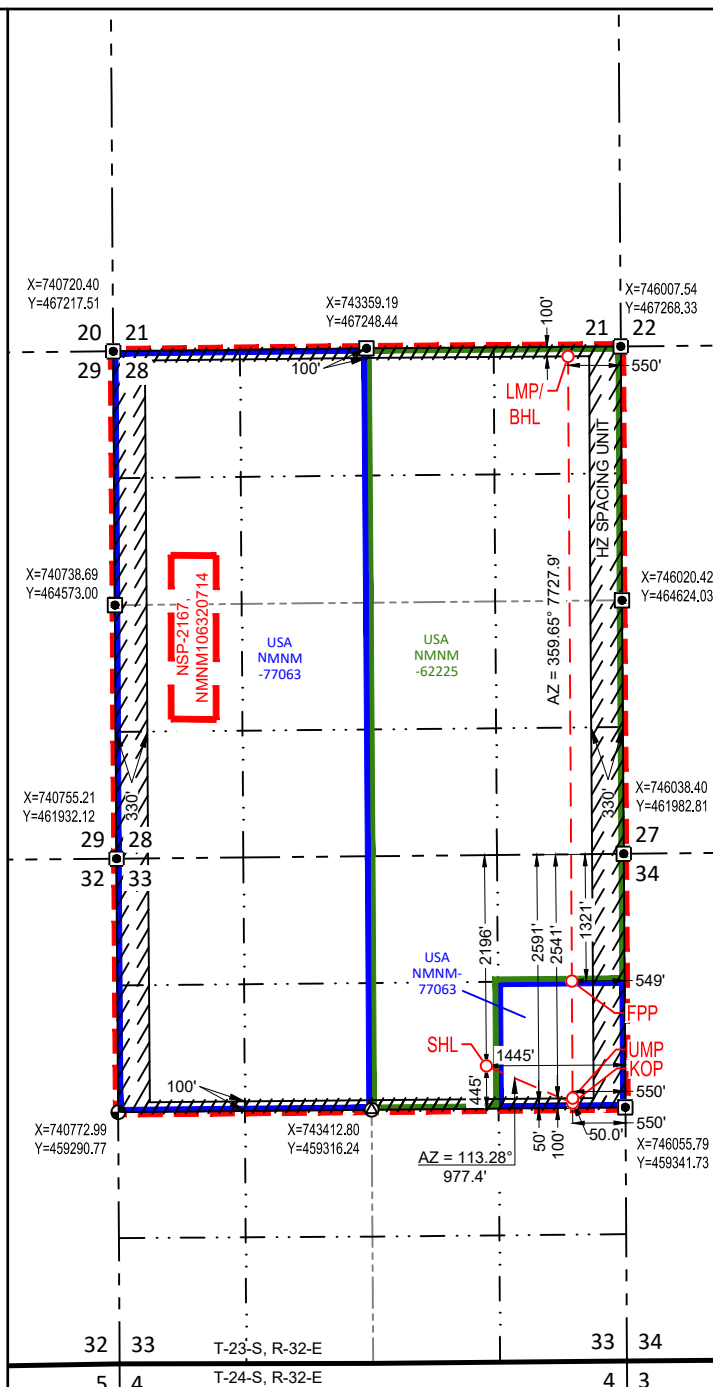 X=740720.40
Y=467217.51
X=743359.19
Y=467248.44
X=746007.54
Y=467268.33
20 21
29 28
21 22
100'
100'
550'
LMP/
BHL
HZ SPACING UNIT
X=740738.69
Y=464573.00
X=746020.42
Y=464624.03
NSP-2167,
NMNM106320714
USA
NMNM
-77063
USA
NMNM
-62225
AZ = 359.65° 7727.9'
330'
330'
X=740755.21
Y=461932.12
X=746038.40
Y=461982.81
29 28
32 33
27
34
2196'
2591'
2541'
1321'
USA
NMNM-
77063
549'
FPP
SHL
1445'
UMP
KOP
445'
550'
100'
50'
100'
50.0'
550'
AZ = 113.28°
977.4'
X=740772.99
Y=459290.77
X=743412.80
Y=459316.24
X=746055.79
Y=459341.73
32 33
T-23-S, R-32-E
33 34
5 4
T-24-S, R-32-E
4 3